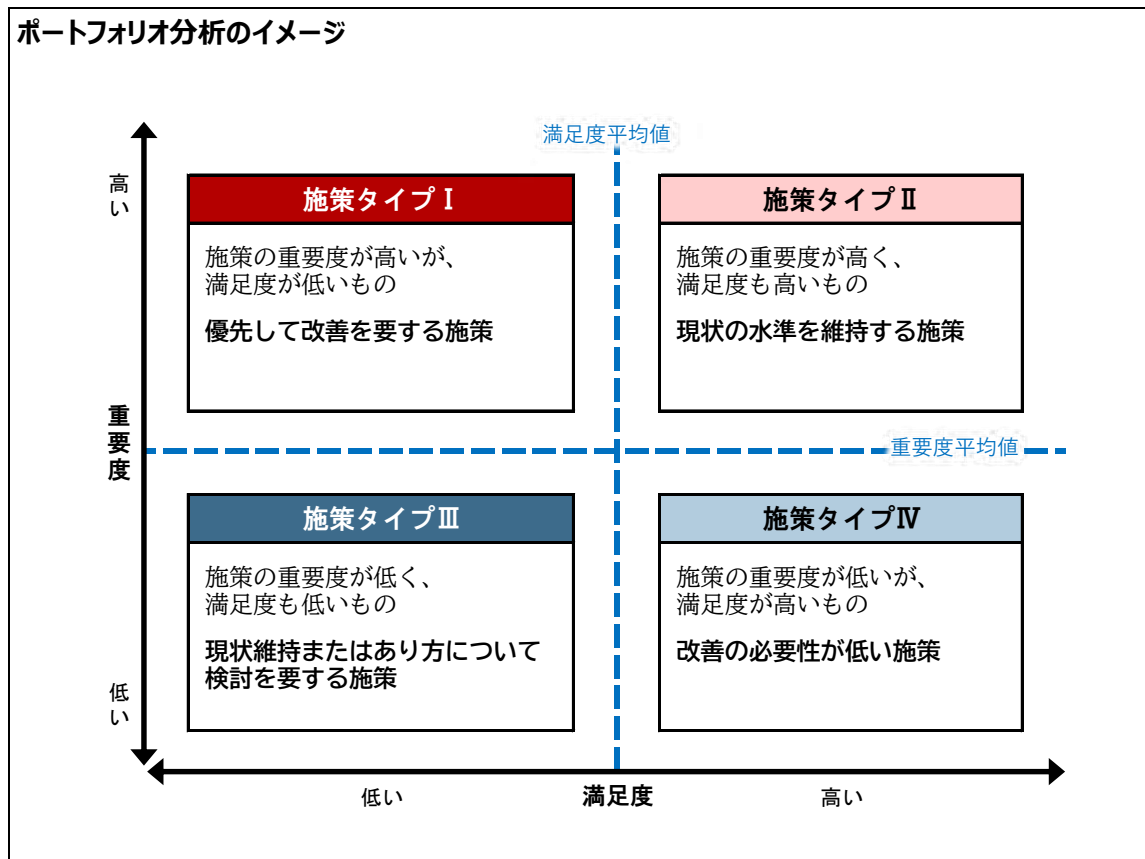 ポートフォリオ分析のイメージ
満足度平均値
高い
施策タイプⅠ
施策の重要度が高いが、
満足度が低いもの
優先して改善を要する施策
施策タイプⅡ
施策の重要度が高く、
満足度も高いもの
現状の水準を維持する施策
重要度
重要度平均値
施策タイプⅢ
施策の重要度が低く、
満足度も低いもの
現状維持またはあり方について
検討を要する施策
施策タイプⅣ
施策の重要度が低いが、
満足度が高いもの
改善の必要性が低い施策
低い
低い
満足度
高い